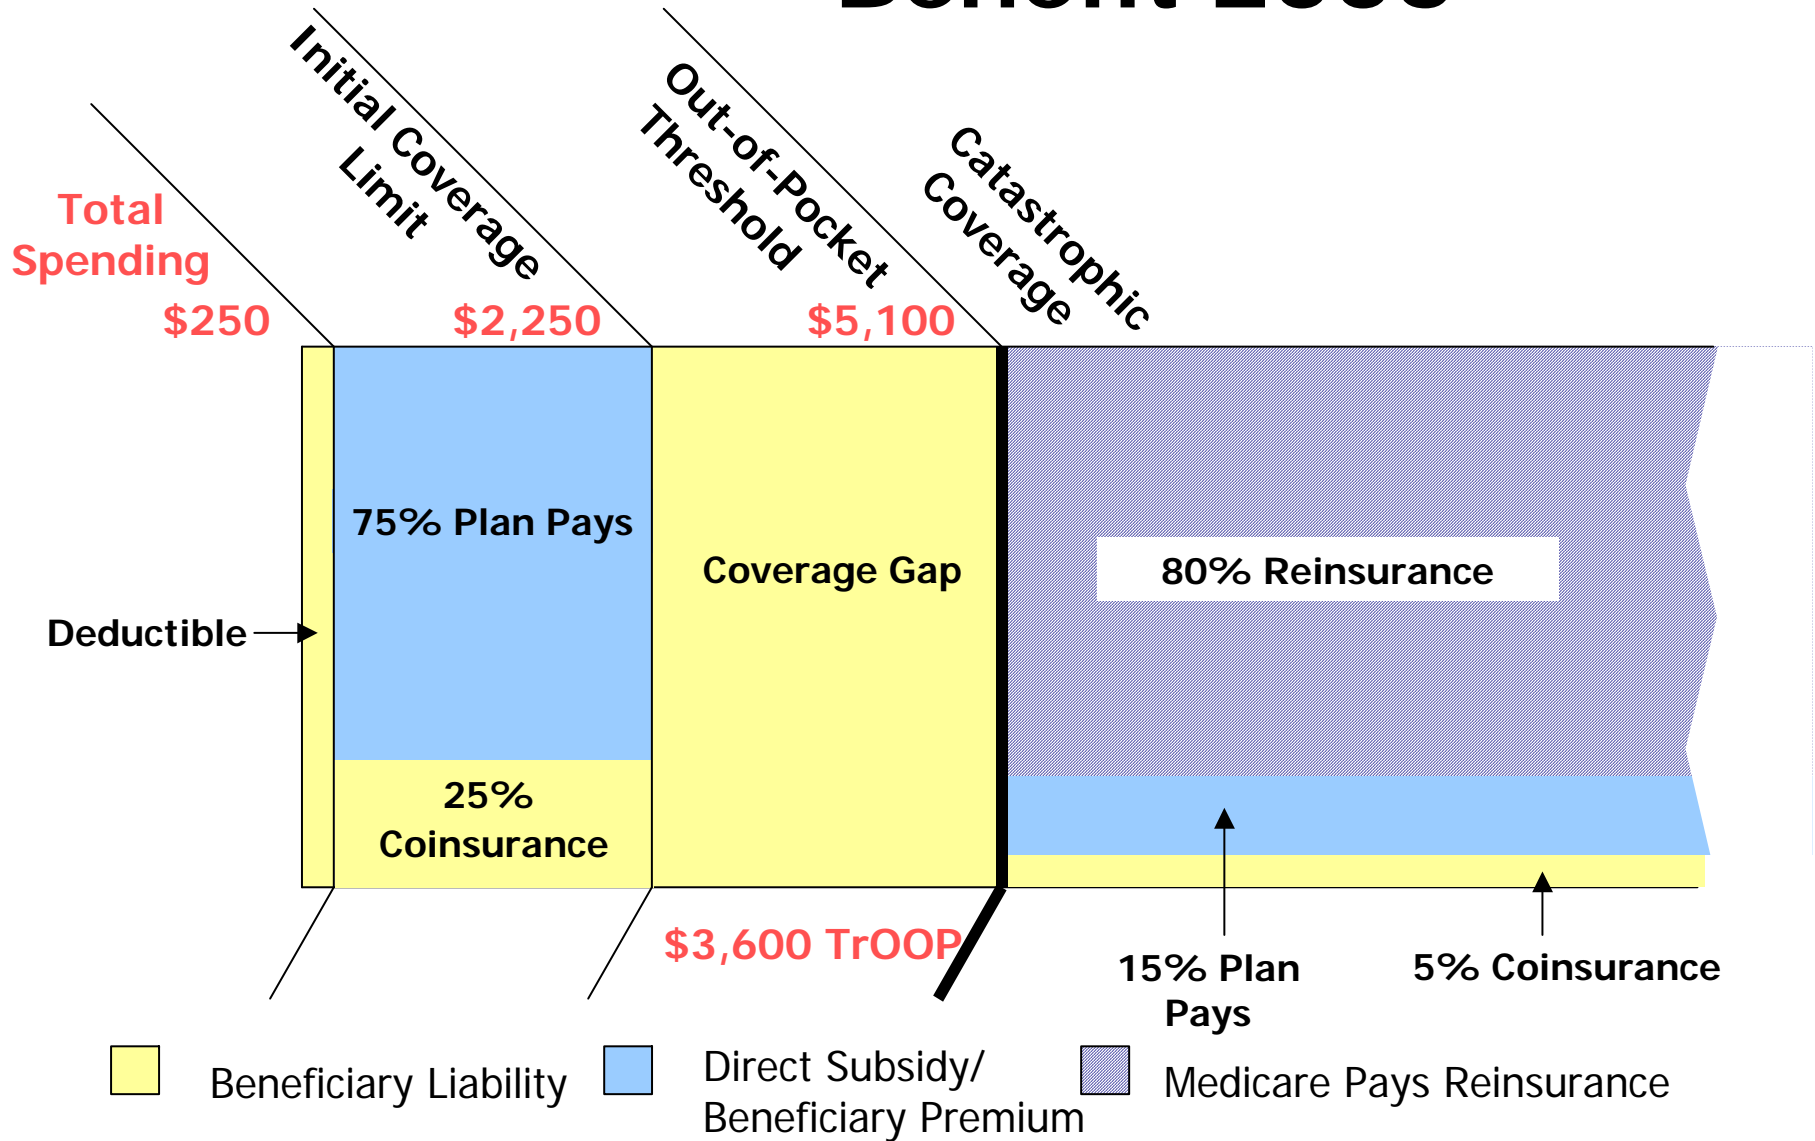 Initial Coverage
Limit
Out-of-Pocket
Threshold
Catastrophic
Coverage
Total
Spending
$250
$2,250
$5,100
75% Plan Pays
Coverage Gap
80% Reinsurance
Deductible
25%
Coinsurance
$3,600 TrOOP
15% Plan
Pays
5% Coinsurance
Beneficiary Liability
Direct Subsidy/
Beneficiary Premium
Medicare Pays Reinsurance